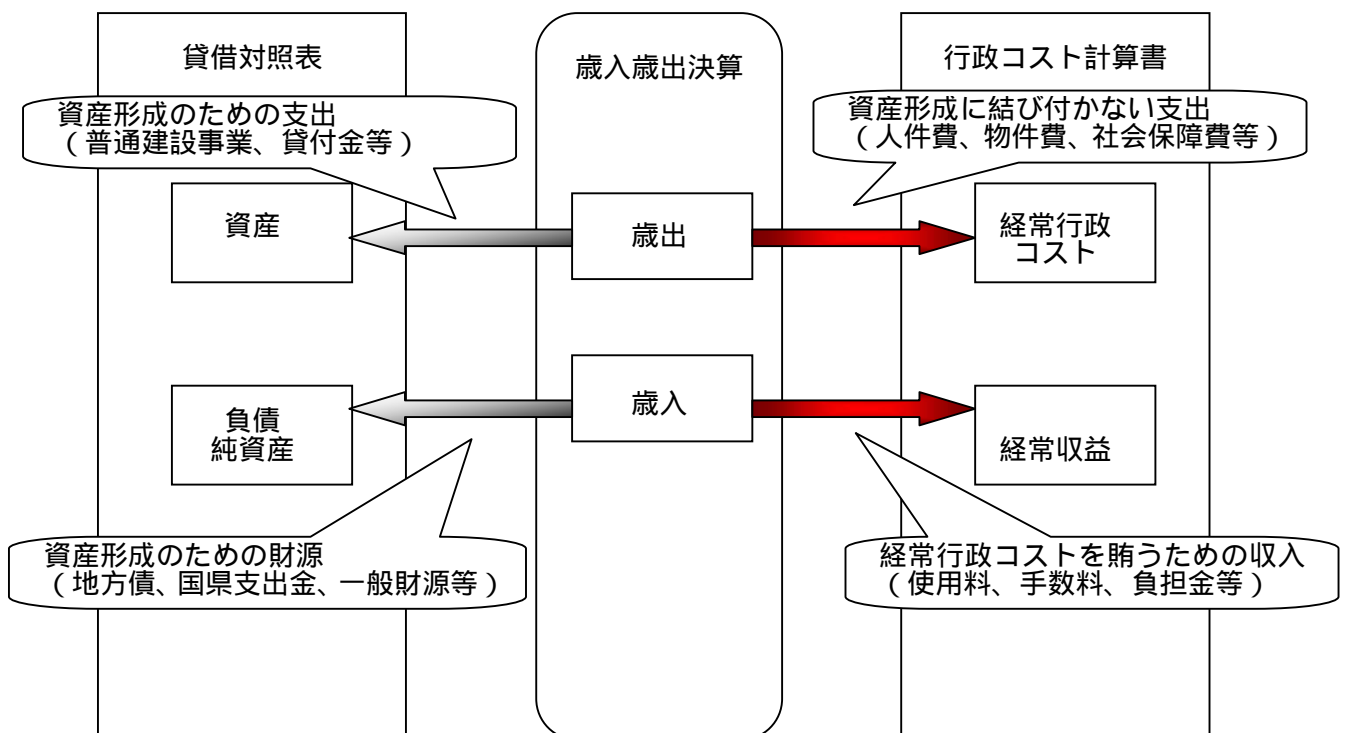 貸借対照表
歳入歳出決算
行政コスト計算書
資産形成のための支出
(普通建設事業、貸付金等)
資産形成に結び付かない支出
(人件費、物件費、社会保障費等)
資産
歳出
経常行政
コスト
負債
純資産
歳入
経常収益
資産形成のための財源
(地方債、国県支出金、一般財源等)
経常行政コストを賄うための収入
(使用料、手数料、負担金等)